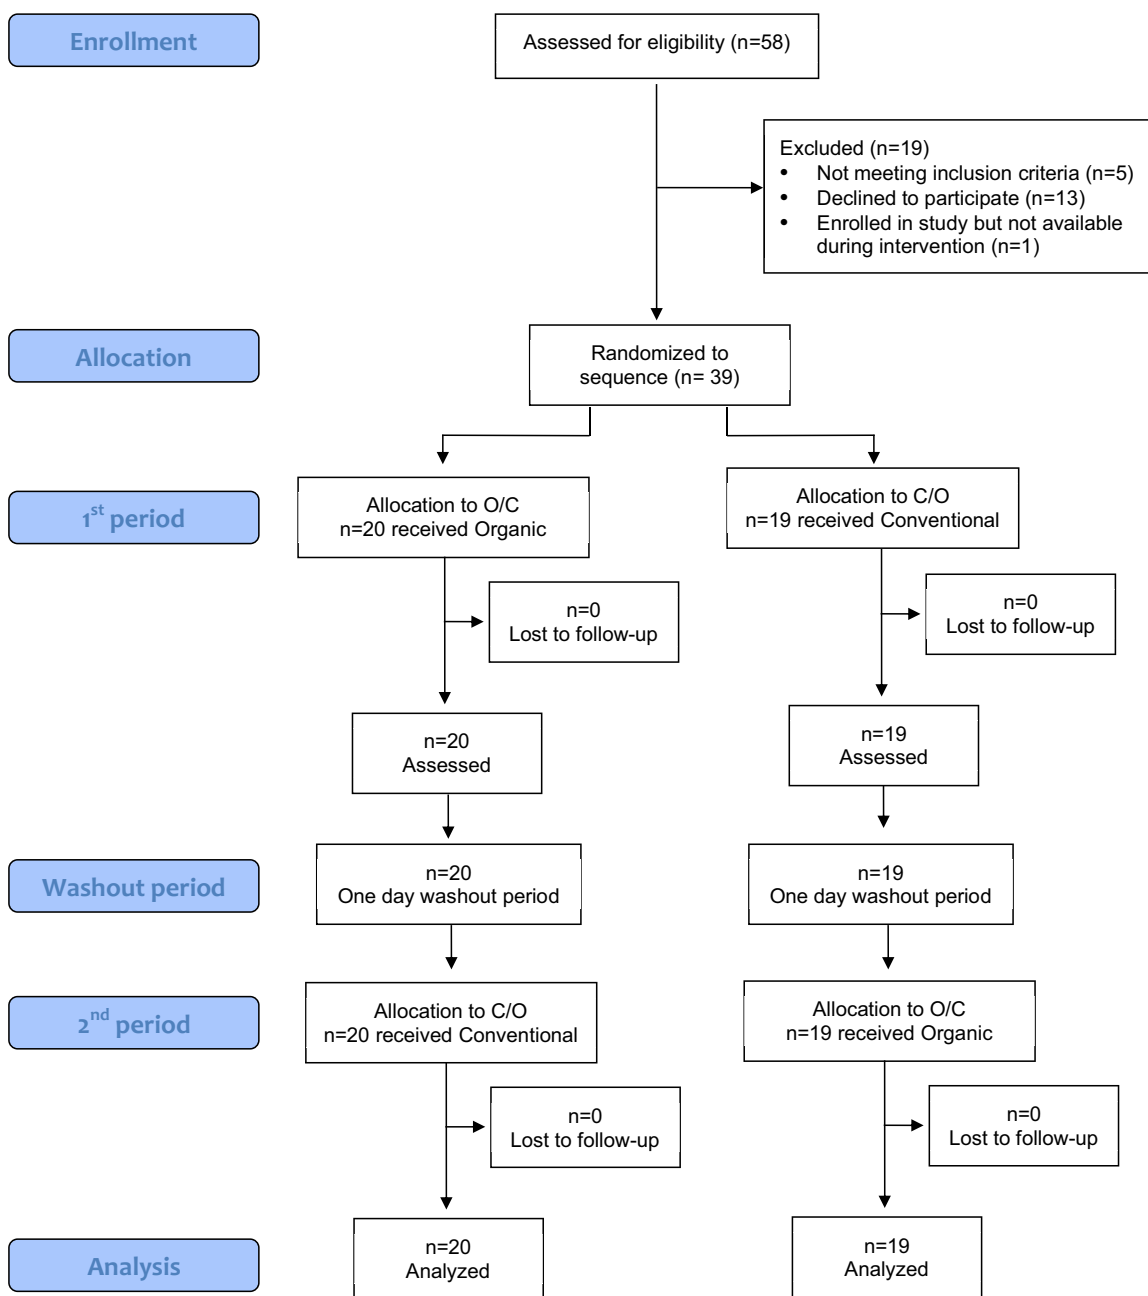 Enrollment
Assessed for eligibility (n=58)
Excluded (n=19)
• Not meeting inclusion criteria (n=5)
• Declined to participate (n=13)
• Enrolled in study but not available
during intervention (n=1)
Allocation
Randomized to
sequence (n= 39)
1st period
Allocation to O/C
n=20 received Organic
Allocation to C/O
n=19 received Conventional
n=0
Lost to follow-up
n=0
Lost to follow-up
n=20
Assessed
n=19
Assessed
Washout period
n=20
One day washout period
n=19
One day washout period
2nd period
Allocation to C/O
n=20 received Conventional
Allocation to O/C
n=19 received Organic
n=0
Lost to follow-up
n=0
Lost to follow-up
Analysis
n=20
Analyzed
n=19
Analyzed